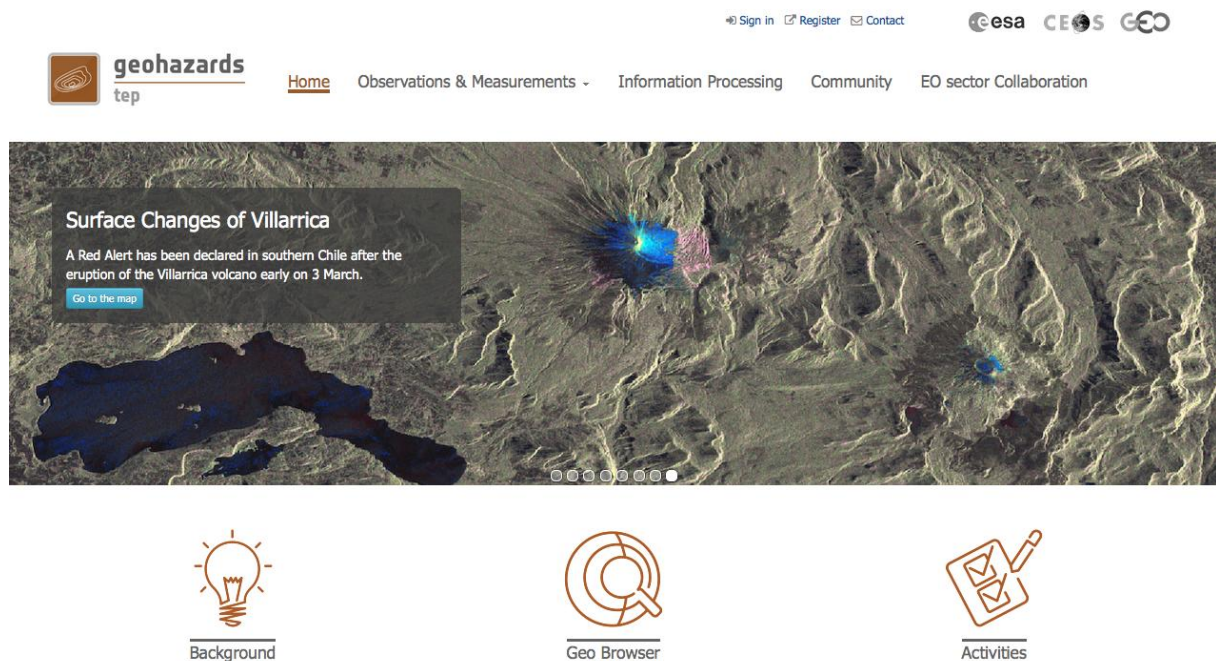 Sign in Register Contact
esa CEOS GEO
geohazards
tep
Home Observations & Measurements Information Processing Community EO sector Collaboration
Surface Changes of Villarrica
A Red Alert has been declared in southern Chile after the
eruption of the Villarrica volcano early on 3 March.
Go to the map
Background Geo Browser Activities